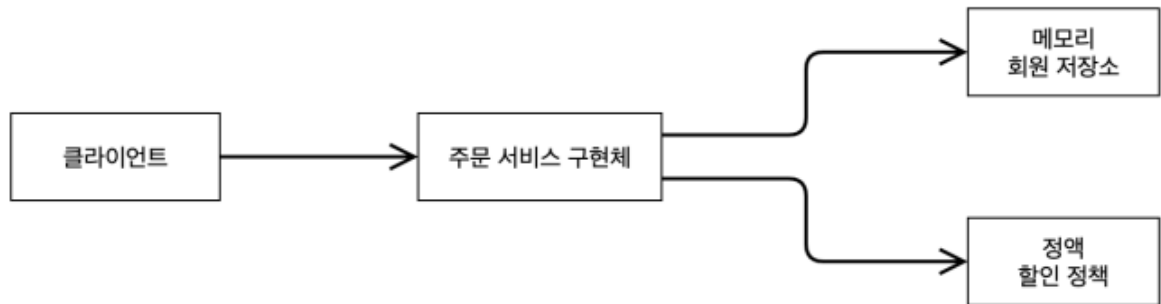 메모리
회원 저장소
클라이언트
주문 서비스 구현체
정액
할인 정책